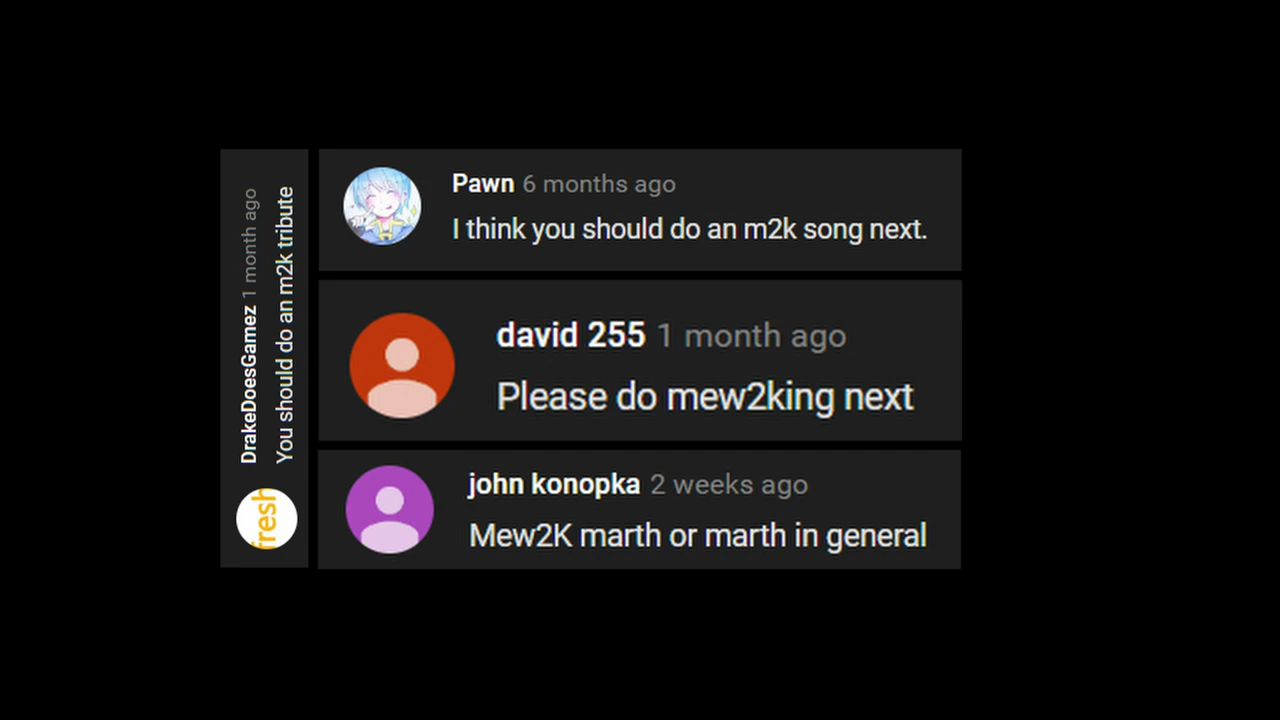 DrakeDoesGamez 1 month ago
You should do an m2k tribute
fresh
Pawn 6 months ago
I think you should do an m2k song next.
david 255 1 month ago
Please do mew2king next
john konopka 2 weeks ago
Mew2K marth or marth in general